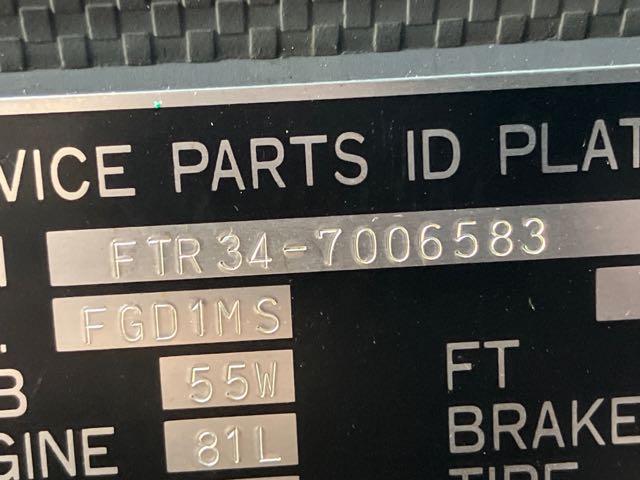 VICE PARTS ID PLAT
FTR34-7006583
FGD1MS
B 55W FT
GINE 81L BRAKE